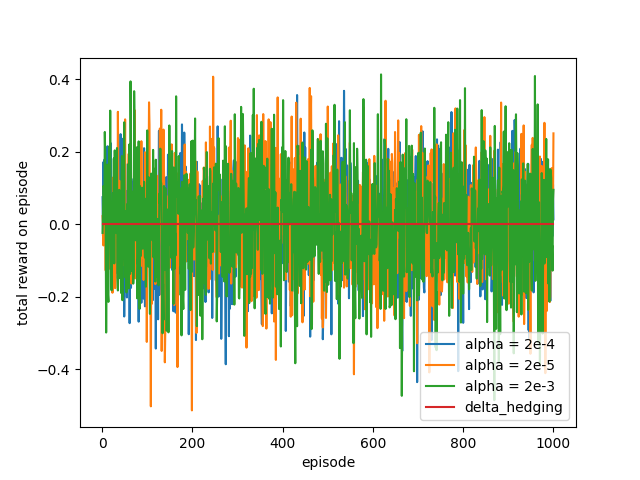 total reward on episode
0.4
0.2
0.0
−0.2
−0.4
alpha = 2e-4
alpha = 2e-5
alpha = 2e-3
delta_hedging
0
200
400
600
800
1000
episode